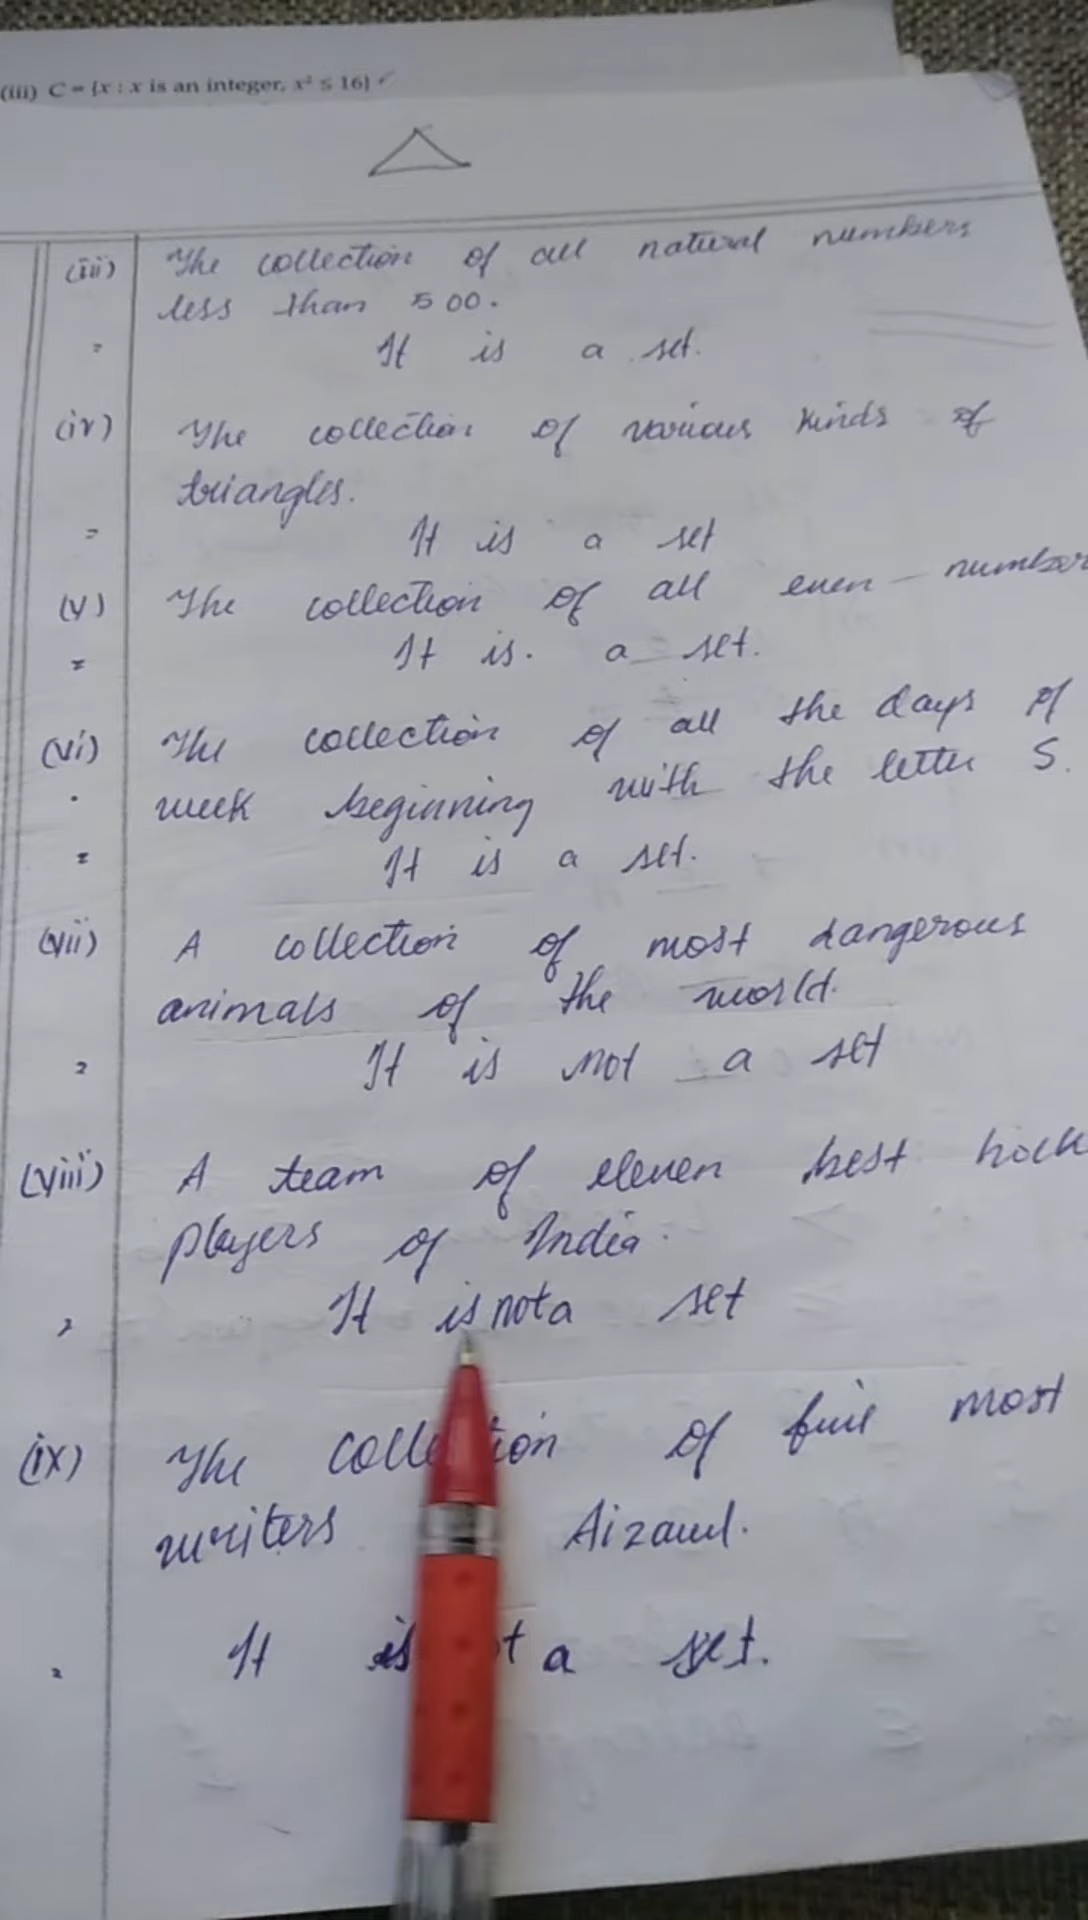 (iii) C = {x : x is an integer, x² ≤ 16}
(iii) The collection of all natural numbers
less than 500.
It is a set.
(iv) The collection of various kinds of
triangles.
= It is a set
(v) The collection of all even number
= It is. a set.
(vi) The collection of all the days of
week beginning with the letter S.
= It is a set.
(vii) A collection of most dangerous
animals of the world.
It is not a set
(viii) A team of eleven best hock
players of India.
It is not a set
(ix) The collection of five most
writers Aizawl.
It is a set.